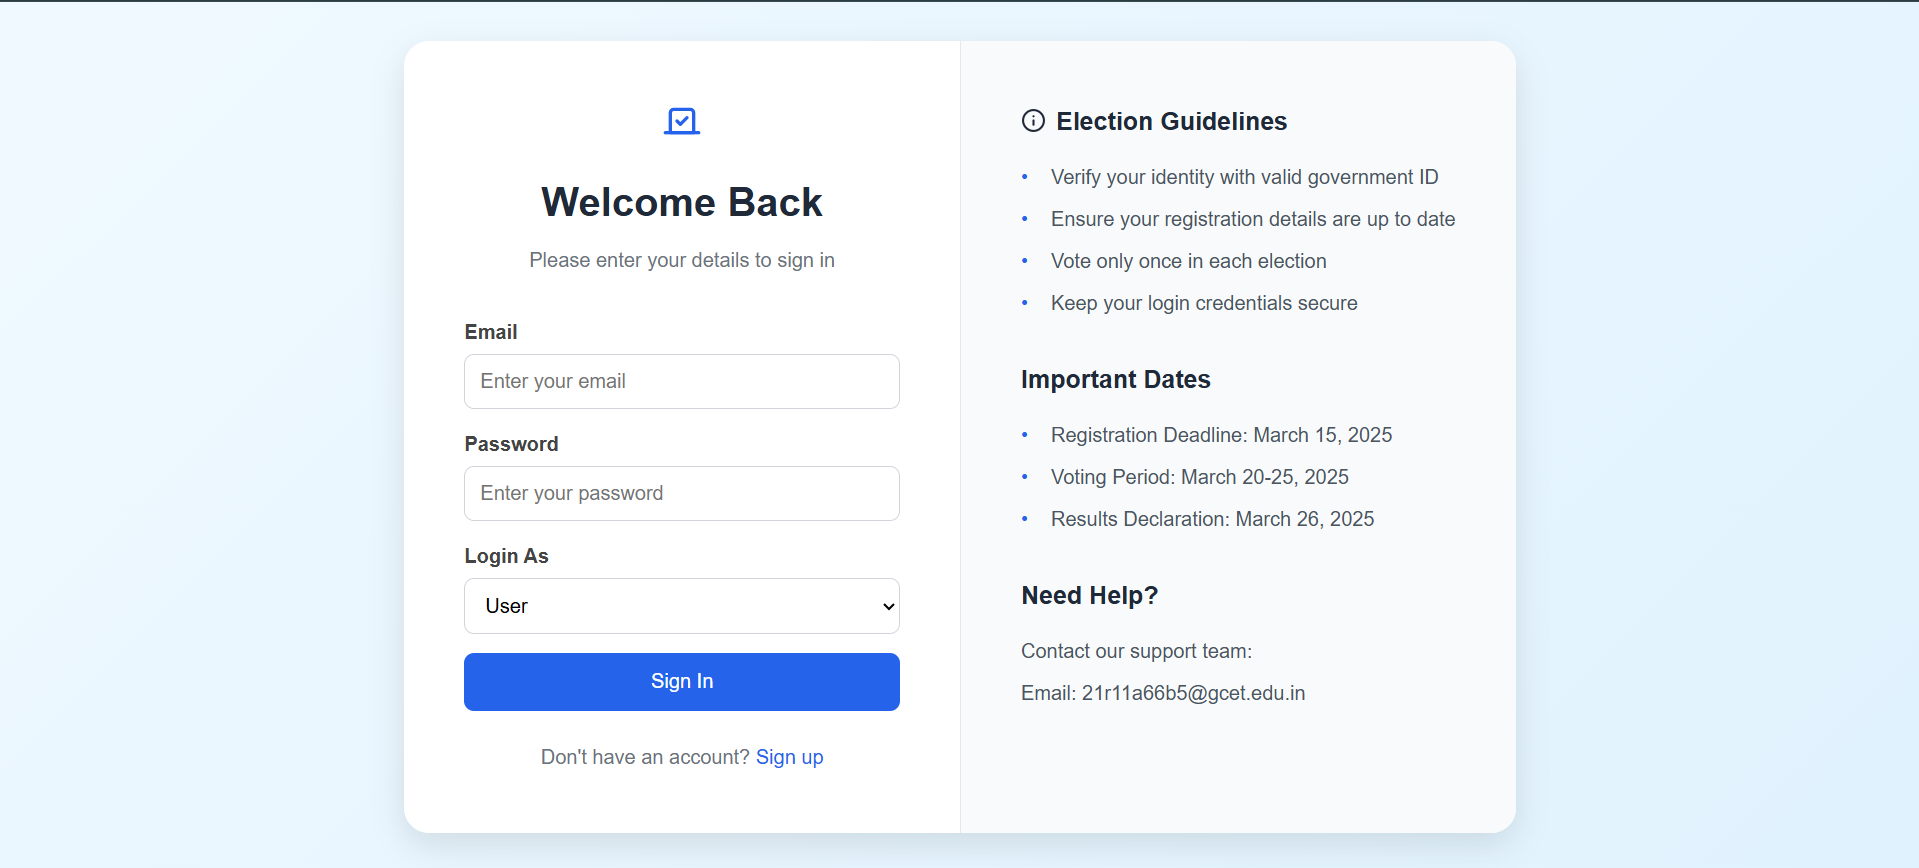 Welcome Back
Please enter your details to sign in
Email
Enter your email
Password
Enter your password
Login As
User
Sign In
Don't have an account? Sign up
Election Guidelines
• Verify your identity with valid government ID
• Ensure your registration details are up to date
• Vote only once in each election
• Keep your login credentials secure
Important Dates
• Registration Deadline: March 15, 2025
• Voting Period: March 20-25, 2025
• Results Declaration: March 26, 2025
Need Help?
Contact our support team:
Email: 21r11a66b5@gcet.edu.in